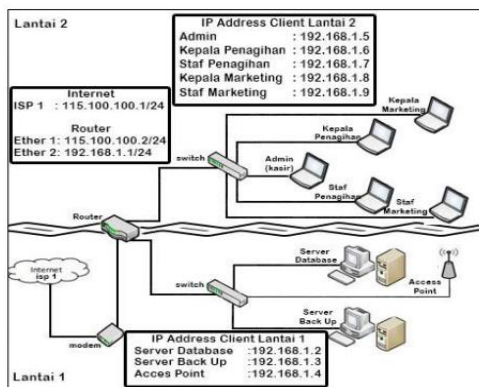 Lantai 2
IP Address Client Lantai 2
Admin : 192.168.1.5
Kepala Penagihan : 192.168.1.6
Staf Penagihan : 192.168.1.7
Kepala Marketing : 192.168.1.8
Staf Marketing : 192.168.1.9
Internet
ISP 1 : 115.100.100.1/24
Router
Ether 1: 115.100.100.2/24
Ether 2: 192.168.1.1/24
Kepala
Marketing
Kepala
Penagihan
switch
Admin
(kasir)
Staf
Penagihan
Staf
Marketing
Router
Internet
isp 1
Server
Database
switch
Access
Point
Server
Back Up
modem
IP Address Client Lantai 1
Server Database :192.168.1.2
Server Back Up :192.168.1.3
Acces Point :192.168.1.4
Lantai 1